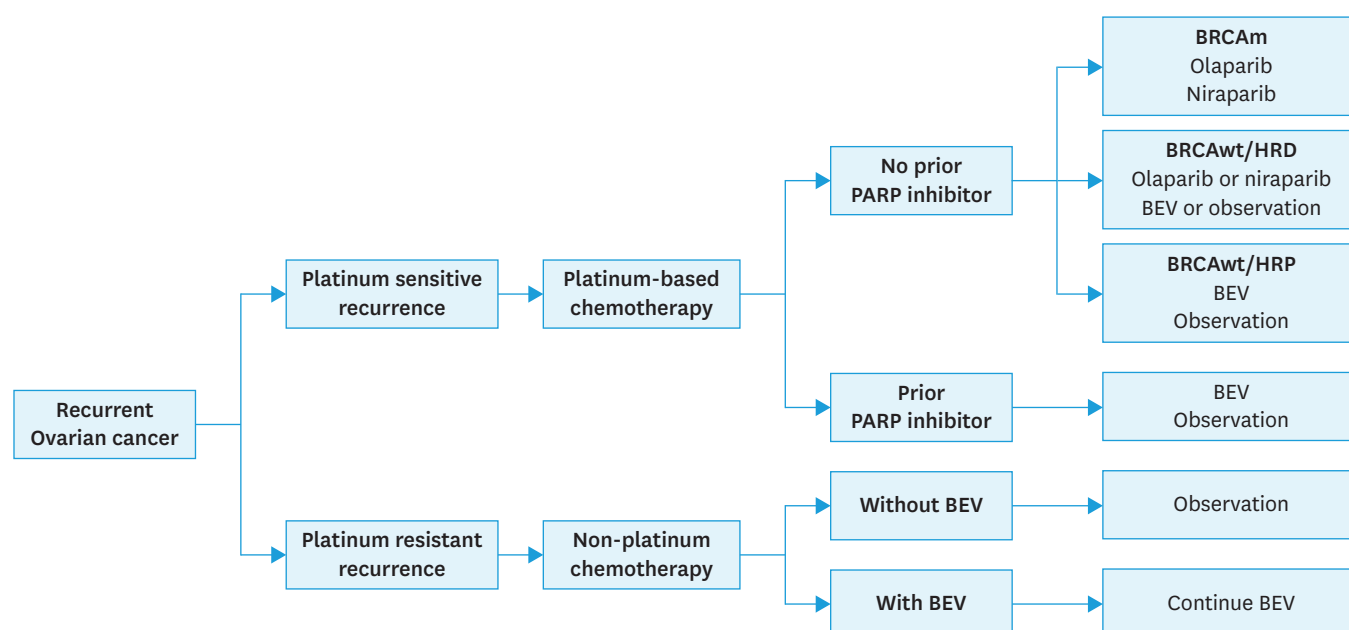 Recurrent
Ovarian cancer
Platinum sensitive
recurrence
Platinum-based
chemotherapy
No prior
PARP inhibitor
BRCAm
Olaparib
Niraparib
BRCAwt/HRD
Olaparib or niraparib
BEV or observation
BRCAwt/HRP
BEV
Observation
Prior
PARP inhibitor
BEV
Observation
Platinum resistant
recurrence
Non-platinum
chemotherapy
Without BEV
Observation
With BEV
Continue BEV